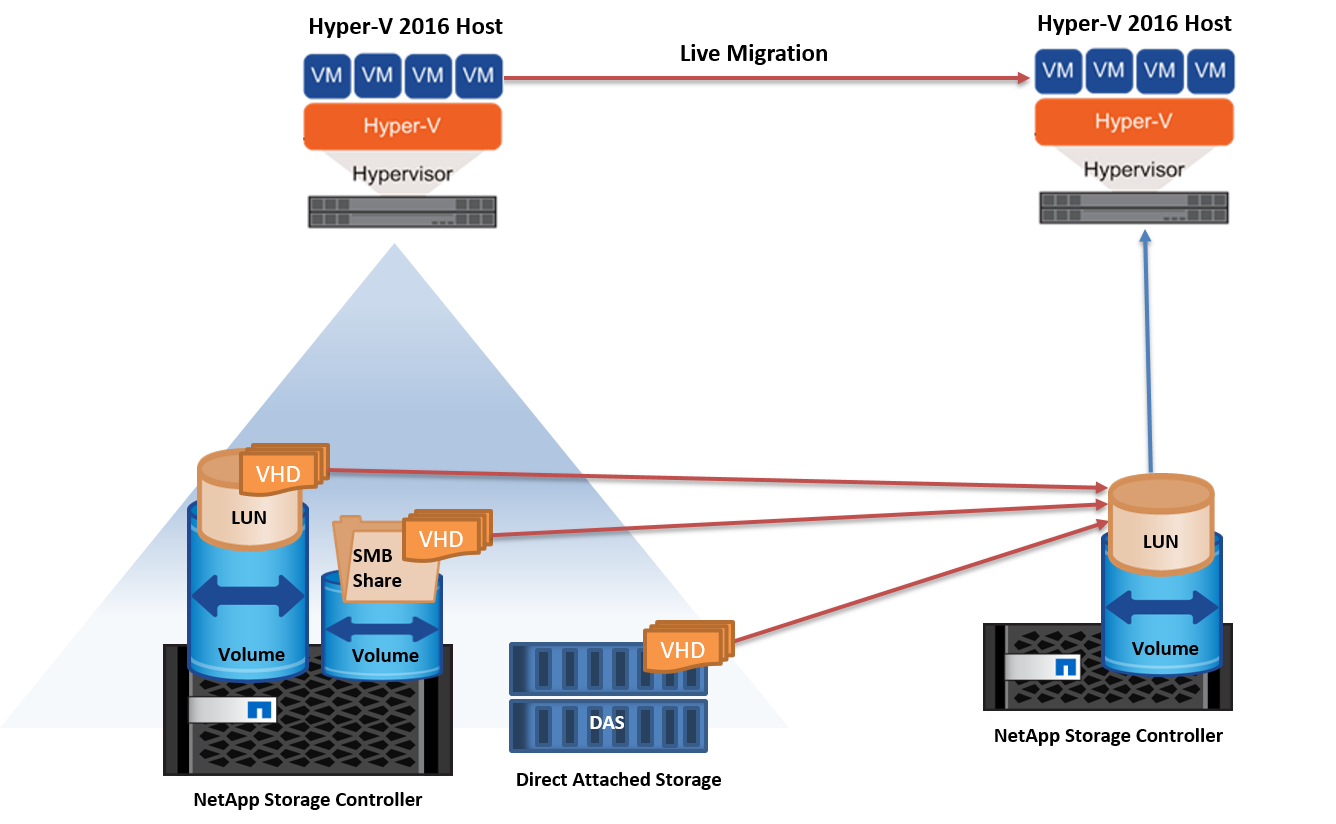 Hyper-V 2016 Host
Hyper-V 2016 Host
Live Migration
VM VM VM VM
VM VM VM VM
Hyper-V
Hyper-V
Hypervisor
Hypervisor
VHD
LUN
VHD
SMB
Share
LUN
Volume
Volume
VHD
DAS
Volume
NetApp Storage Controller
Direct Attached Storage
NetApp Storage Controller